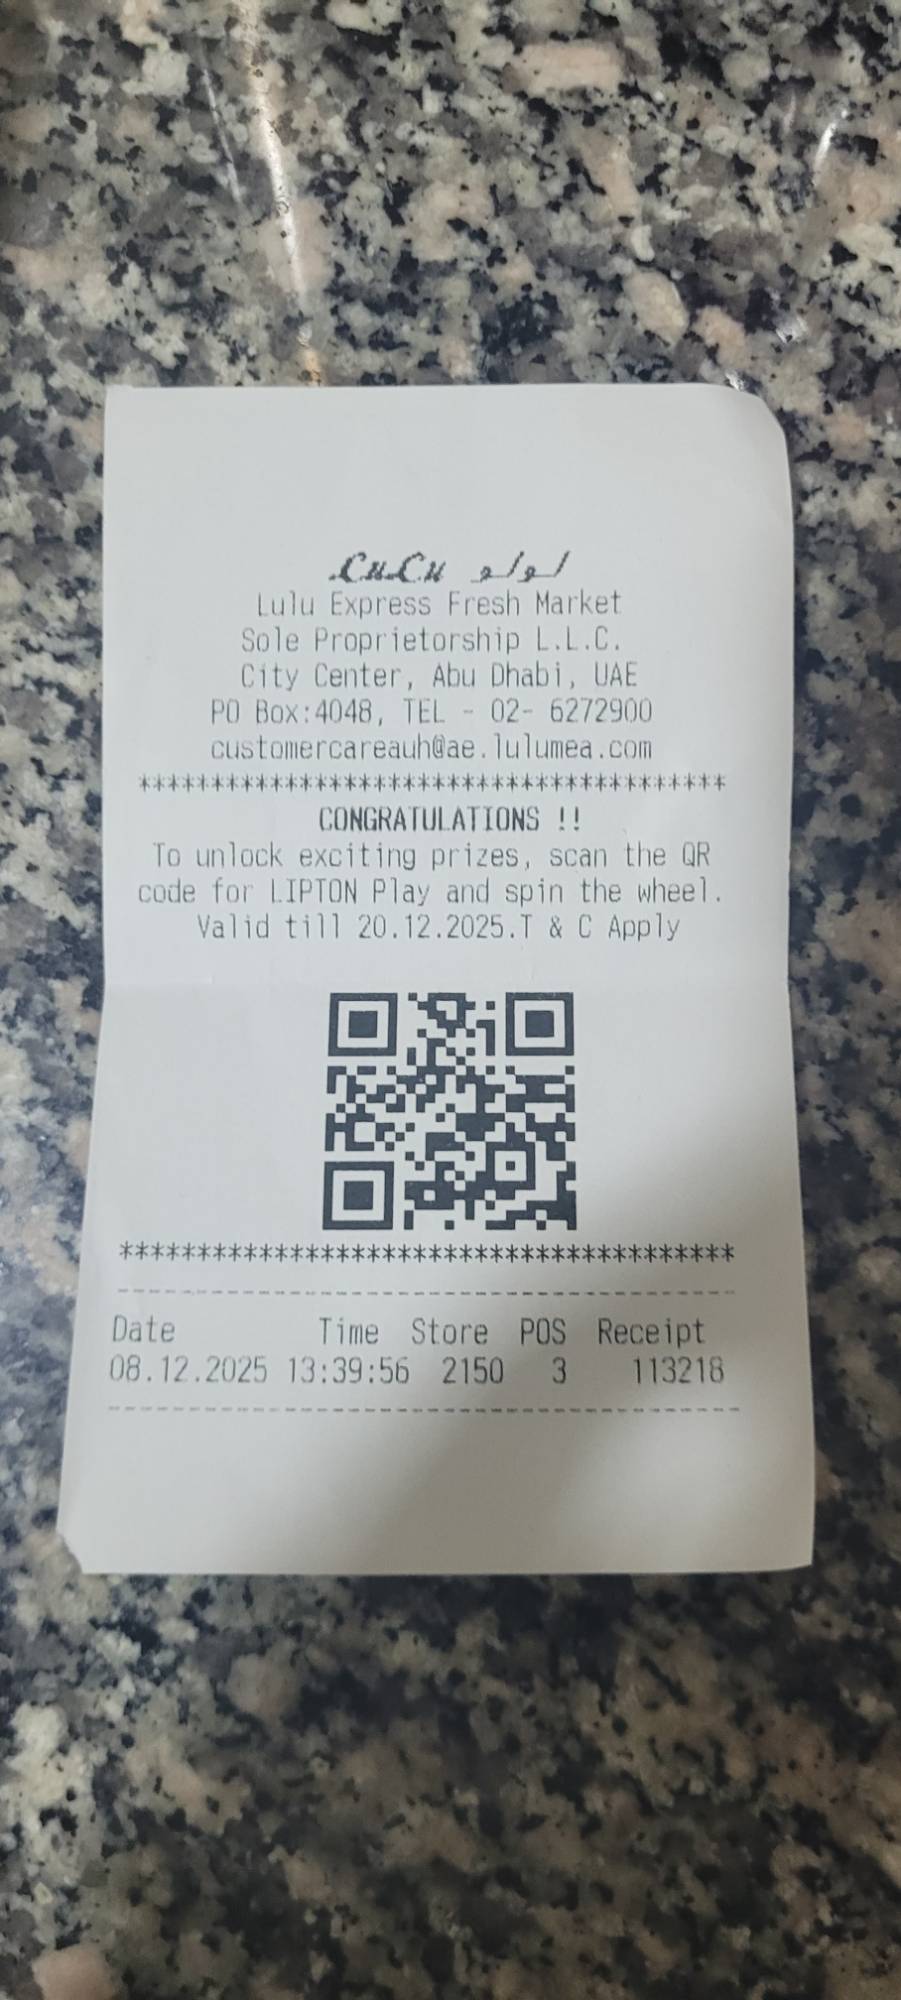 LuLu لولو
Lulu Express Fresh Market
Sole Proprietorship L.L.C.
City Center, Abu Dhabi, UAE
PO Box:4048, TEL - 02- 6272900
customercareauh@ae.lulumea.com
****************************************
CONGRATULATIONS !!
To unlock exciting prizes, scan the QR
code for LIPTON Play and spin the wheel.
Valid till 20.12.2025.T & C Apply
****************************************
----------------------------------------
Date Time Store POS Receipt
08.12.2025 13:39:56 2150 3 113218
----------------------------------------